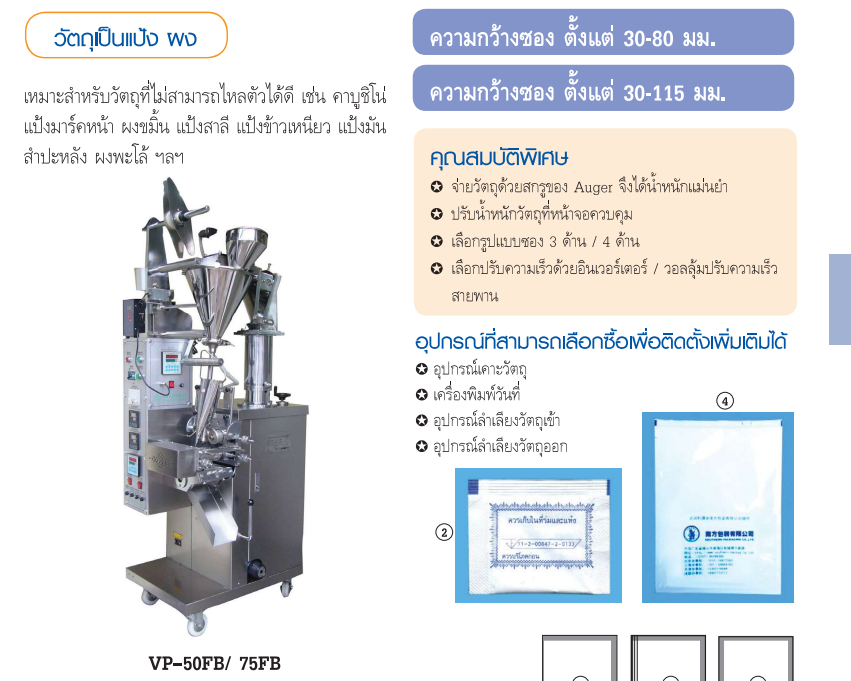 วัตถุเป็นแป้ง ผง
เหมาะสำหรับวัตถุที่ไม่สามารถไหลตัวได้ดี เช่น คาบูชิโน่
แป้งมาร์คหน้า ผงขมิ้น แป้งสาลี แป้งข้าวเหนียว แป้งมัน
สำปะหลัง ผงพะโล้ ฯลฯ
VP-50FB/ 75FB
ความกว้างซอง ตั้งแต่ 30-80 มม.
ความกว้างซอง ตั้งแต่ 30-115 มม.
คุณสมบัติพิเศษ
✪ จ่ายวัตถุด้วยสกรูของ Auger จึงได้น้ำหนักแม่นยำ
✪ ปรับน้ำหนักวัตถุที่หน้าจอควบคุม
✪ เลือกรูปแบบซอง 3 ด้าน / 4 ด้าน
✪ เลือกปรับความเร็วด้วยอินเวอร์เตอร์ / วอลลุ่มปรับความเร็ว
สายพาน
อุปกรณ์ที่สามารถเลือกซื้อเพื่อติดตั้งเพิ่มเติมได้
✪ อุปกรณ์เคาะวัตถุ
✪ เครื่องพิมพ์วันที่
✪ อุปกรณ์ลำเลียงวัตถุเข้า
✪ อุปกรณ์ลำเลียงวัตถุออก
④
②
ควรเก็บในที่ร่มและแห้ง
11-2-00847-2-0133
ควรบริโภคก่อน
南方包装有限公司